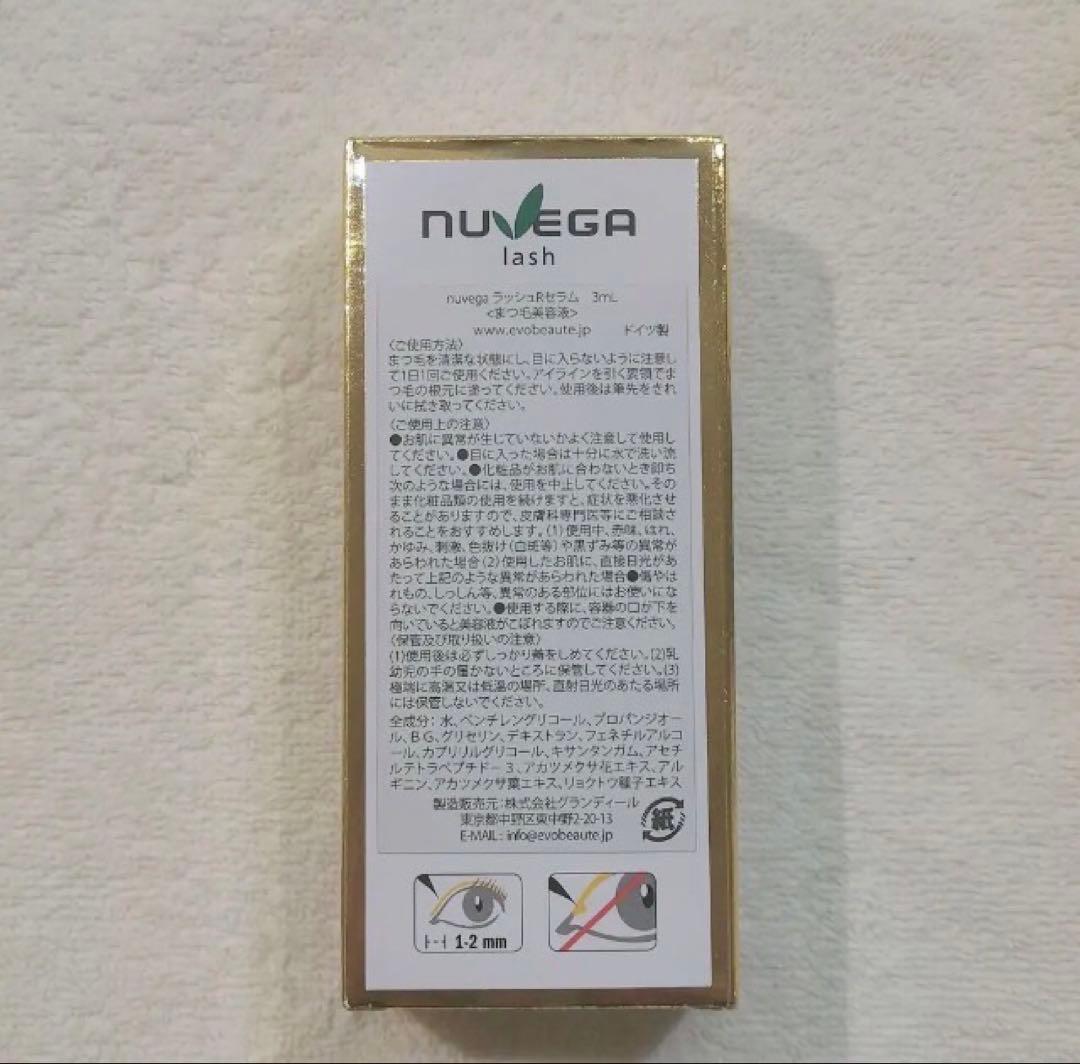 NUVEGA
lash
nuvega ラッシュRセラム 3mL
<まつ毛美容液>
www.evobeaute.jp ドイツ製
〈ご使用方法〉
まつ毛を清潔な状態にし、目に入らないように注意し
て1日1回ご使用ください。アイラインを引く要領でま
つ毛の根元に塗ってください。使用後は筆先をきれ
いに拭き取ってください。
〈ご使用上の注意〉
●お肌に異常が生じていないかよく注意して使用し
てください。●目に入った場合は十分に水で洗い流
してください。●化粧品がお肌に合わないとき即ち
次のような場合には、使用を中止してください。その
まま化粧品類の使用を続けますと、症状を悪化させ
ることがありますので、皮膚科専門医等にご相談さ
れることをおすすめします。(1)使用中、赤味、はれ、
かゆみ、刺激、色抜け(白斑等)や黒ずみ等の異常が
あらわれた場合(2)使用したお肌に、直接日光があ
たって上記のような異常があらわれた場合●傷やは
れもの、しっしん等、異常のある部位にはお使いにな
らないでください。●使用する際に、容器の口が下を
向いていると美容液がこぼれますのでご注意ください。
〈保管及び取り扱いの注意〉
(1)使用後は必ずしっかり蓋をしめてください。(2)乳
幼児の手の届かないところに保管してください。(3)
極端に高温又は低温の場所、直射日光のあたる場所
には保管しないでください。
全成分：水、ペンチレングリコール、プロパンジオー
ル、BG、グリセリン、デキストラン、フェネチルアルコ
ール、カプリリルグリコール、キサンタンガム、アセチ
ルテトラペプチド－3、アカツメクサ花エキス、アル
ギニン、アカツメクサ葉エキス、リョクトウ種子エキス
製造販売元：株式会社グランディール
東京都中野区東中野2-20-13
E-MAIL : info@evobeaute.jp
紙
1-2 mm